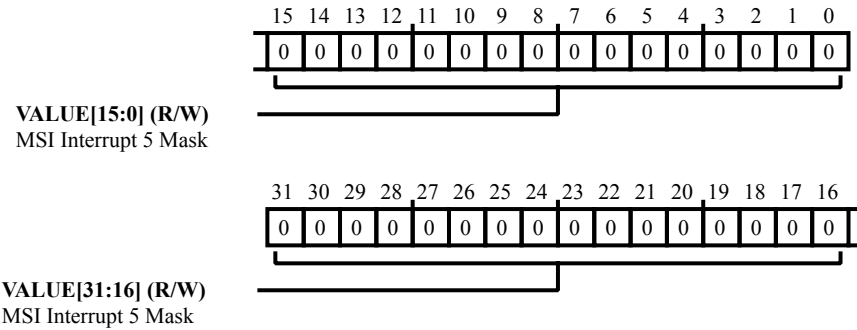 15 14 13 12 11 10 9 8 7 6 5 4 3 2 1 0
0 0 0 0 0 0 0 0 0 0 0 0 0 0 0 0
VALUE[15:0] (R/W)
MSI Interrupt 5 Mask
31 30 29 28 27 26 25 24 23 22 21 20 19 18 17 16
0 0 0 0 0 0 0 0 0 0 0 0 0 0 0 0
VALUE[31:16] (R/W)
MSI Interrupt 5 Mask